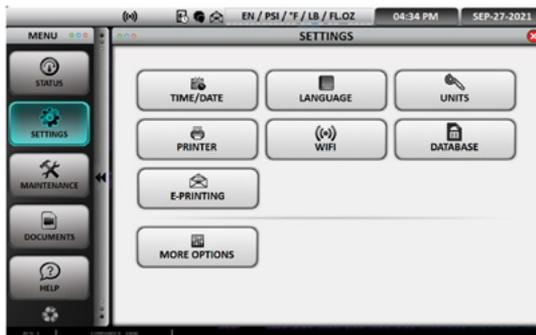 EN / PSI / °F / LB / FL.OZ 04:34 PM SEP-27-2021
MENU SETTINGS
STATUS
SETTINGS
MAINTENANCE
DOCUMENTS
HELP
TIME/DATE LANGUAGE UNITS
PRINTER WIFI DATABASE
E-PRINTING
MORE OPTIONS